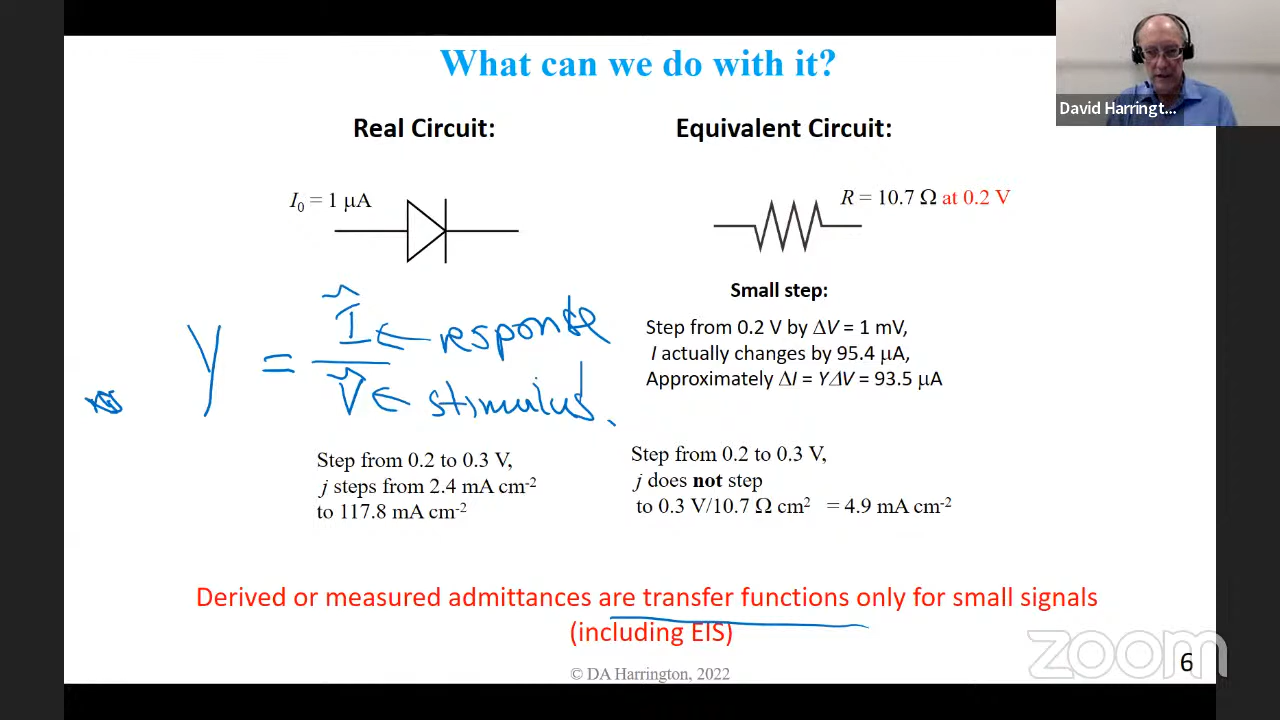 What can we do with it?
David Harringt...
Real Circuit:
Equivalent Circuit:
I₀ = 1 μA
R = 10.7 Ω at 0.2 V
Small step:
Step from 0.2 V by ΔV = 1 mV,
I actually changes by 95.4 μA,
Approximately ΔI = YΔV = 93.5 μA
Y = Ĩ / Ṽ
← response
← stimulus.
Step from 0.2 to 0.3 V,
j steps from 2.4 mA cm⁻²
to 117.8 mA cm⁻²
Step from 0.2 to 0.3 V,
j does not step
to 0.3 V/10.7 Ω cm² = 4.9 mA cm⁻²
Derived or measured admittances are transfer functions only for small signals
(including EIS)
© DA Harrington, 2022
zoom
6